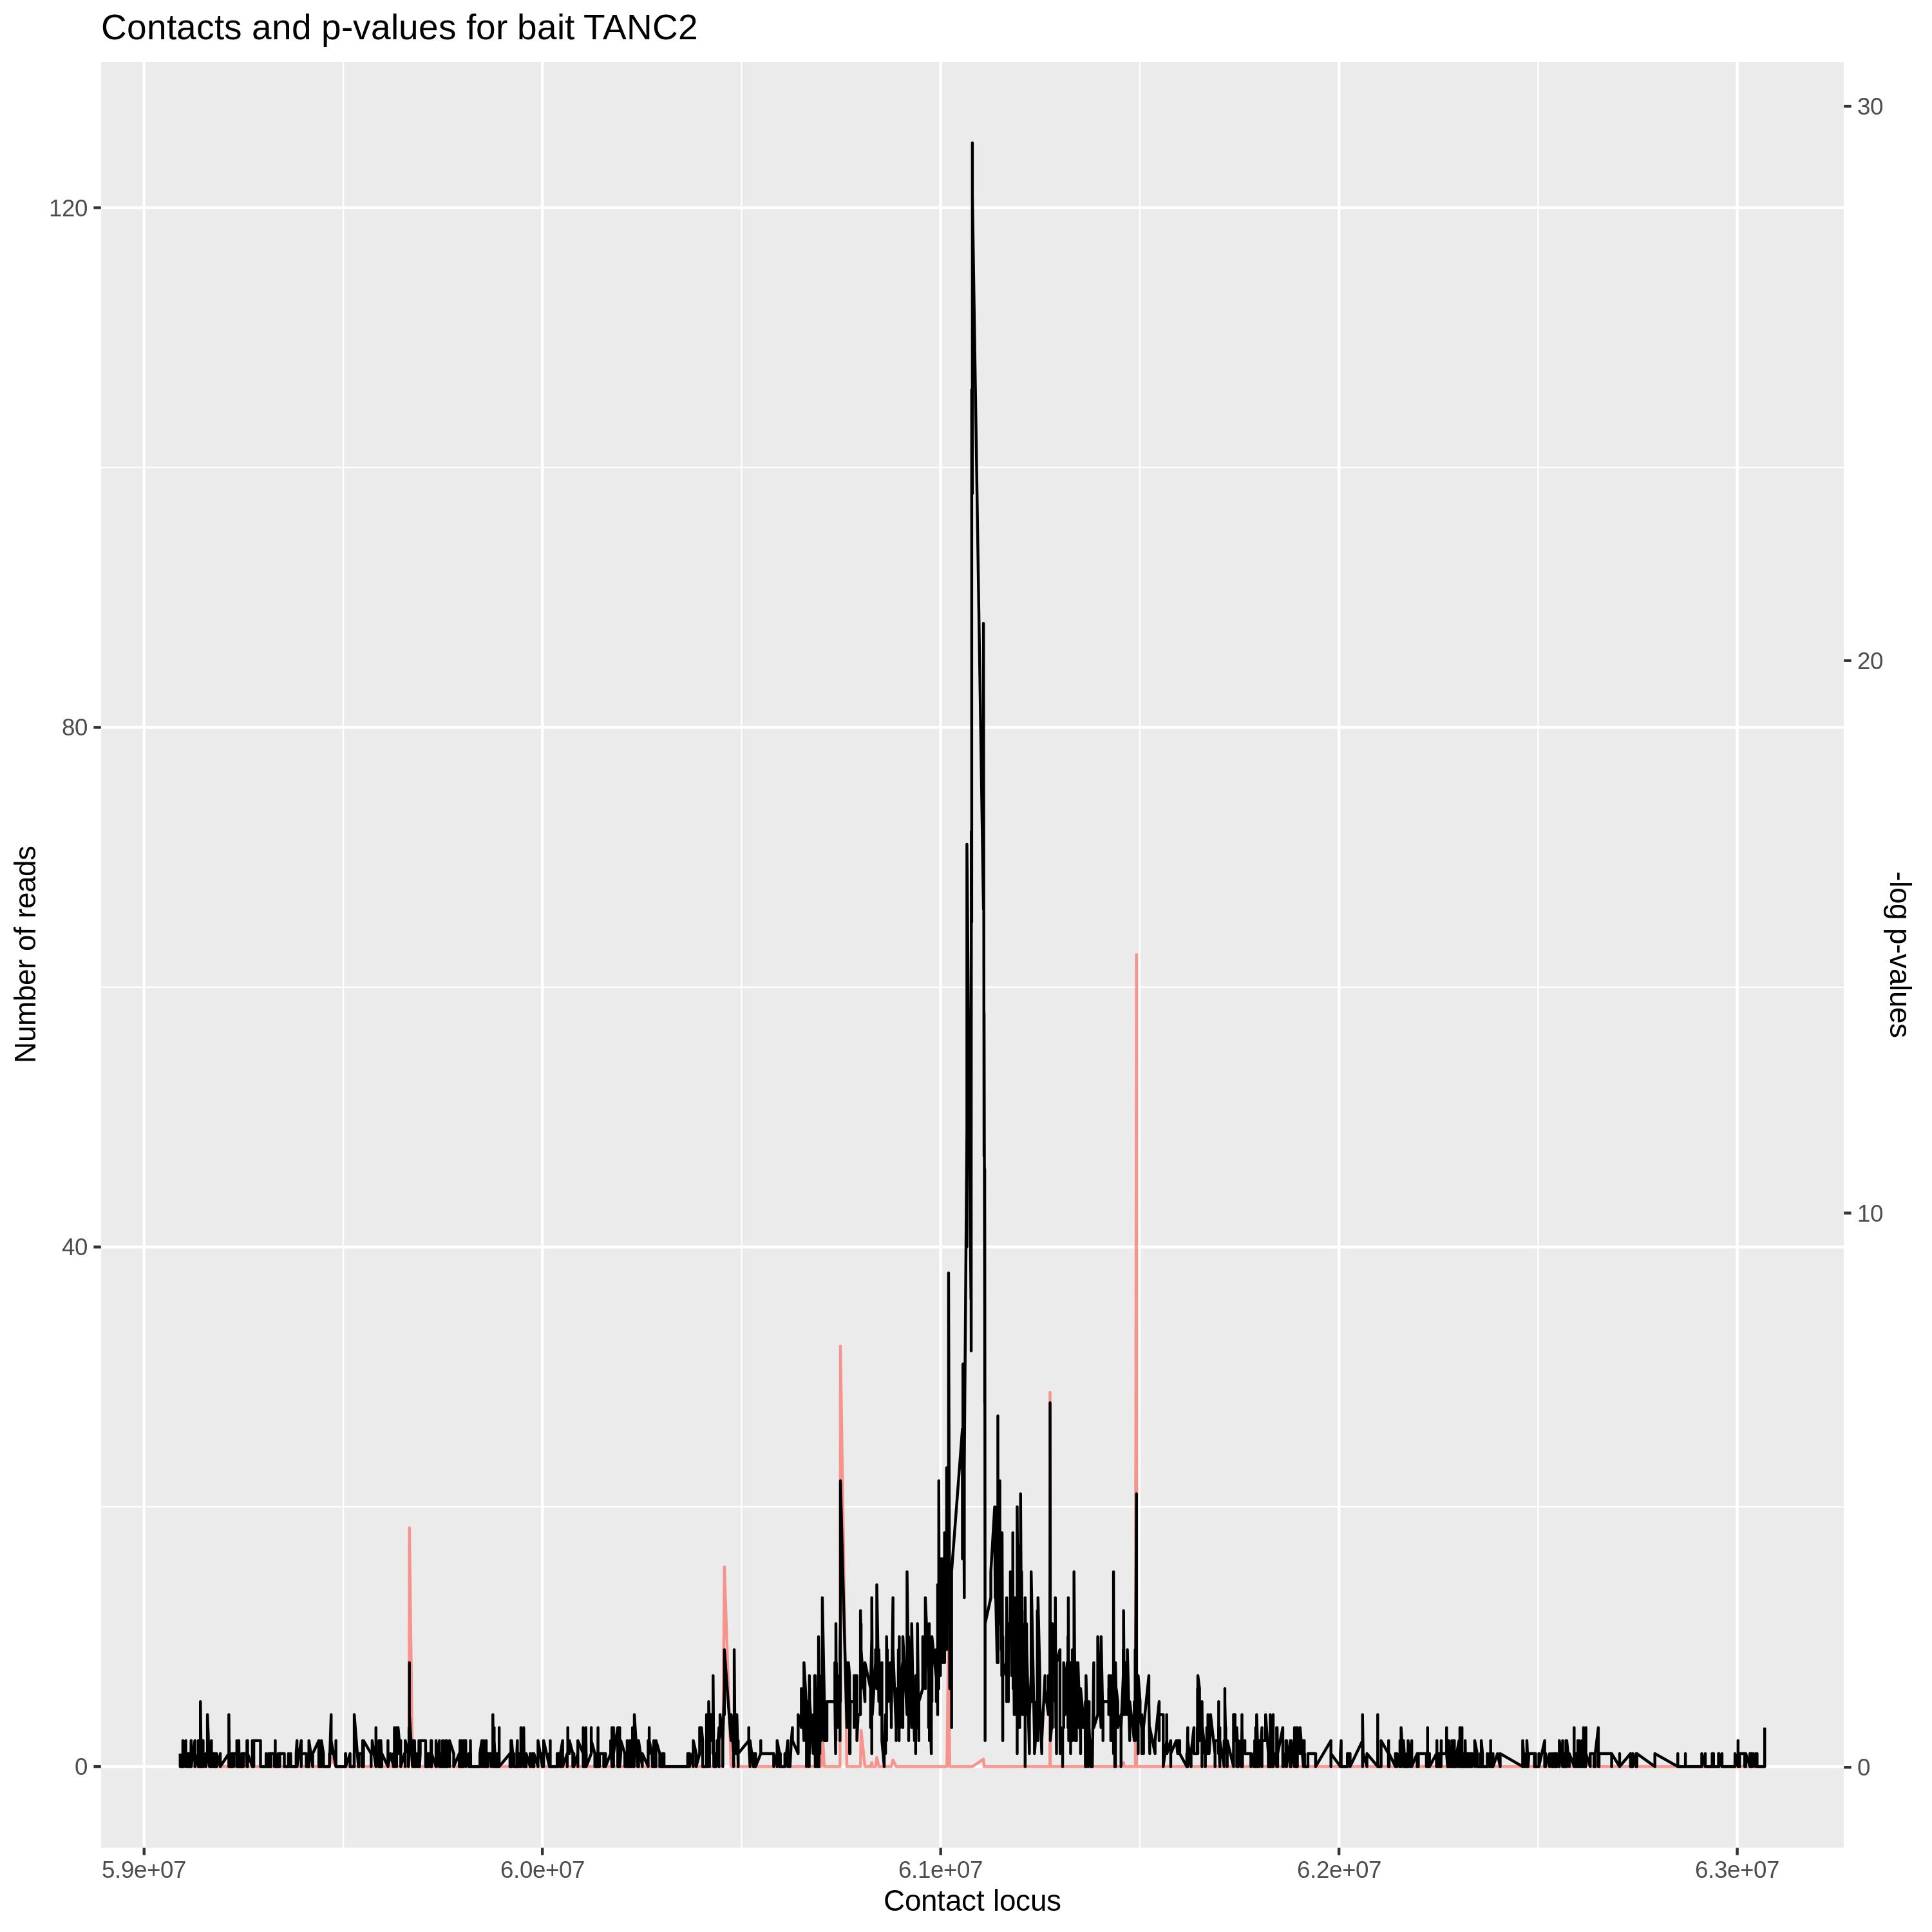 Contacts and p-values for bait TANC2
120
80
40
0
30
20
10
0
Number of reads
-log p-values
5.9e+07
6.0e+07
6.1e+07
6.2e+07
6.3e+07
Contact locus